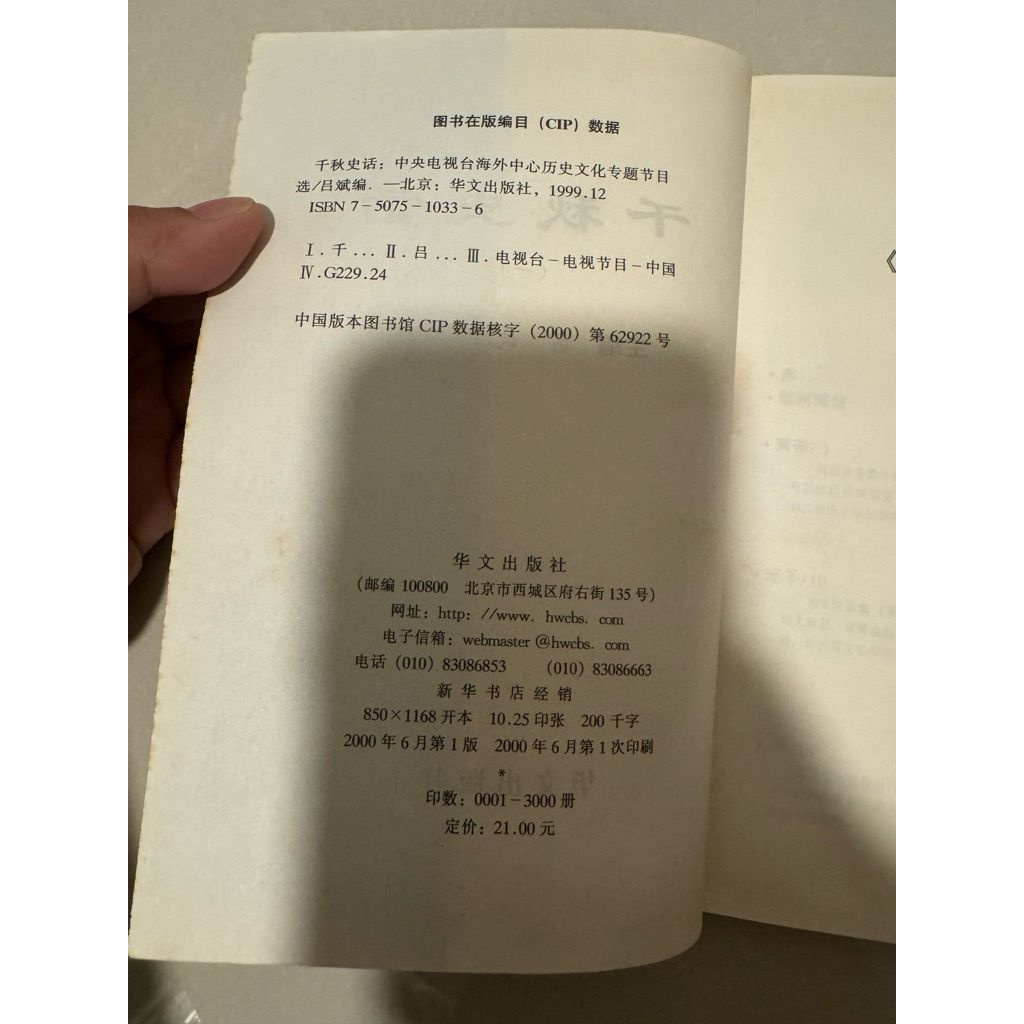 图书在版编目（CIP）数据
千秋史话：中央电视台海外中心历史文化专题节目
选/吕斌编．—北京：华文出版社，1999.12
ISBN 7－5075－1033－6
Ⅰ．千…Ⅱ．吕…Ⅲ．电视台－电视节目－中国
Ⅳ.G229.24
中国版本图书馆 CIP 数据核字（2000）第 62922 号
华文出版社
（邮编 100800 北京市西城区府右街 135 号）
网址：http：//www．hwcbs．com
电子信箱：webmaster @hwcbs．com
电话（010）83086853 （010）83086663
新华书店经销
850×1168 开本 10.25 印张 200 千字
2000 年 6 月第 1 版 2000 年 6 月第 1 次印刷
*
印数：0001－3000 册
定价：21.00 元
《